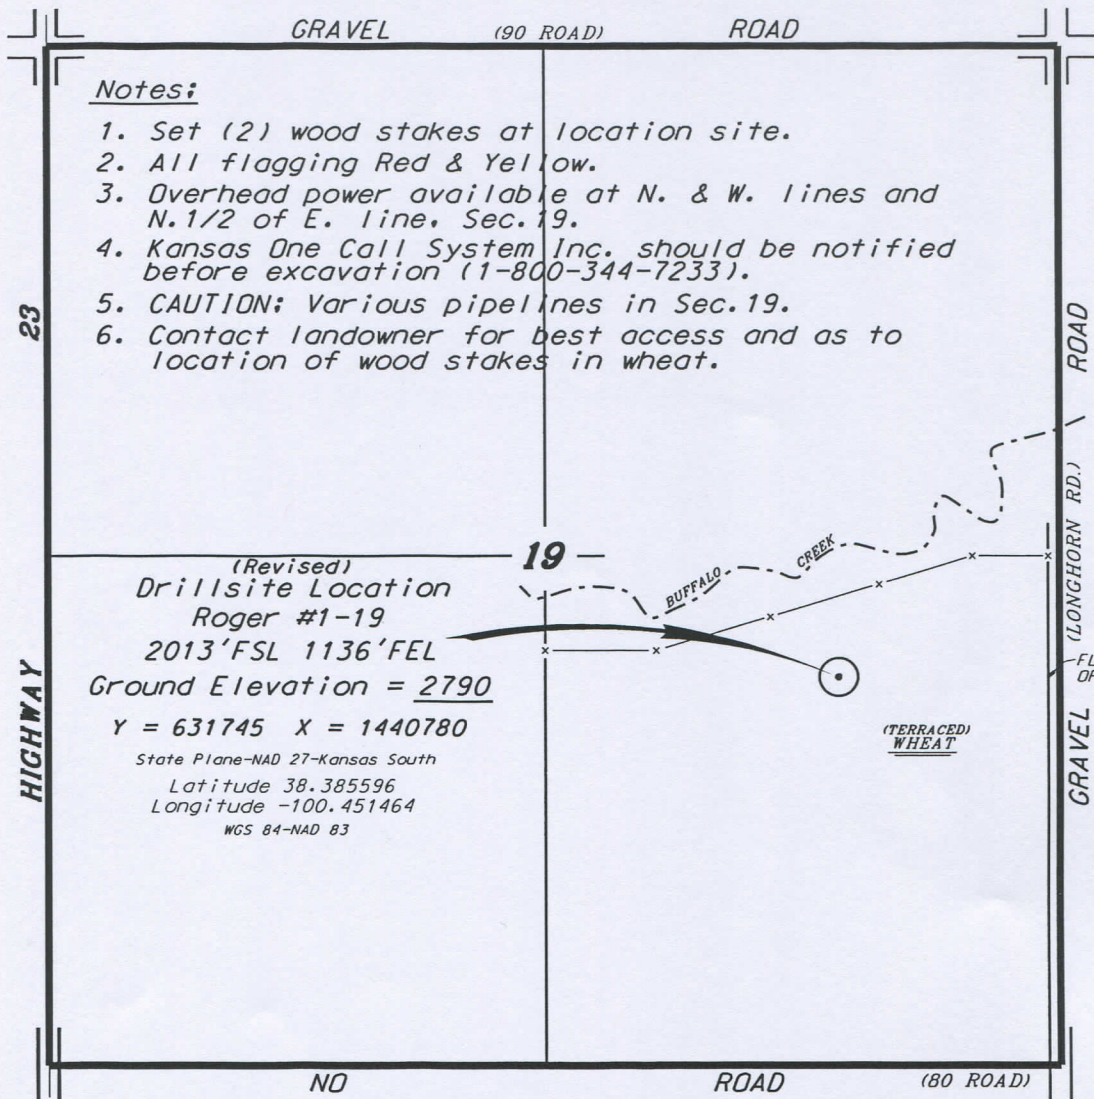 GRAVEL (90 ROAD) ROAD
Notes:
1. Set (2) wood stakes at location site.
2. All flagging Red & Yellow.
3. Overhead power available at N. & W. lines and
N.1/2 of E. line, Sec.19.
4. Kansas One Call System Inc. should be notified
before excavation (1-800-344-7233).
5. CAUTION: Various pipelines in Sec.19.
6. Contact landowner for best access and as to
location of wood stakes in wheat.
HIGHWAY 23
19
(Revised)
Drillsite Location
Roger #1-19
2013'FSL 1136'FEL
Ground Elevation = 2790
Y = 631745 X = 1440780
State Plane-NAD 27-Kansas South
Latitude 38.385596
Longitude -100.451464
WGS 84-NAD 83
BUFFALO CREEK
(TERRACED)
WHEAT
GRAVEL (LONGHORN RD.) ROAD
NO ROAD (80 ROAD)